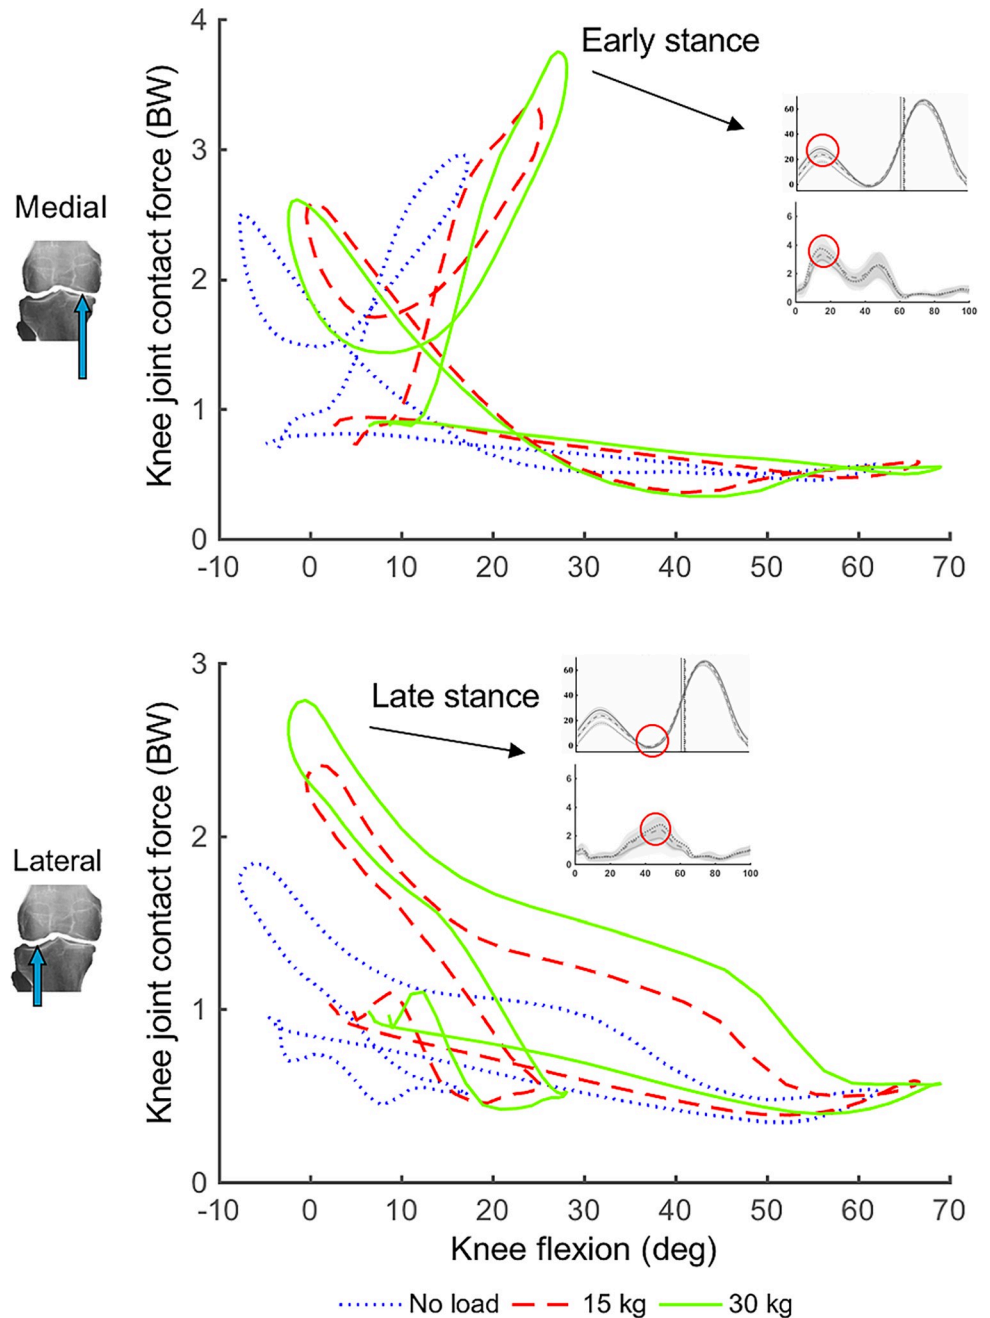 4
3
2
1
0
-10 0 10 20 30 40 50 60 70
Knee joint contact force (BW)
Medial
Early stance
60
40
20
0
6
4
2
0
0 20 40 60 80 100
3
2
1
0
-10 0 10 20 30 40 50 60 70
Knee joint contact force (BW)
Lateral
Late stance
60
40
20
0
6
4
2
0
0 20 40 60 80 100
Knee flexion (deg)
No load 15 kg 30 kg